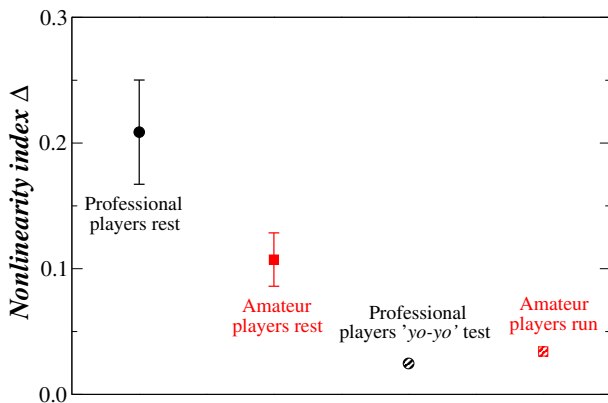 0.3
0.2
0.1
0.0
Nonlinearity index Δ
Professional
players rest
Amateur
players rest
Professional
players 'yo-yo' test
Amateur
players run